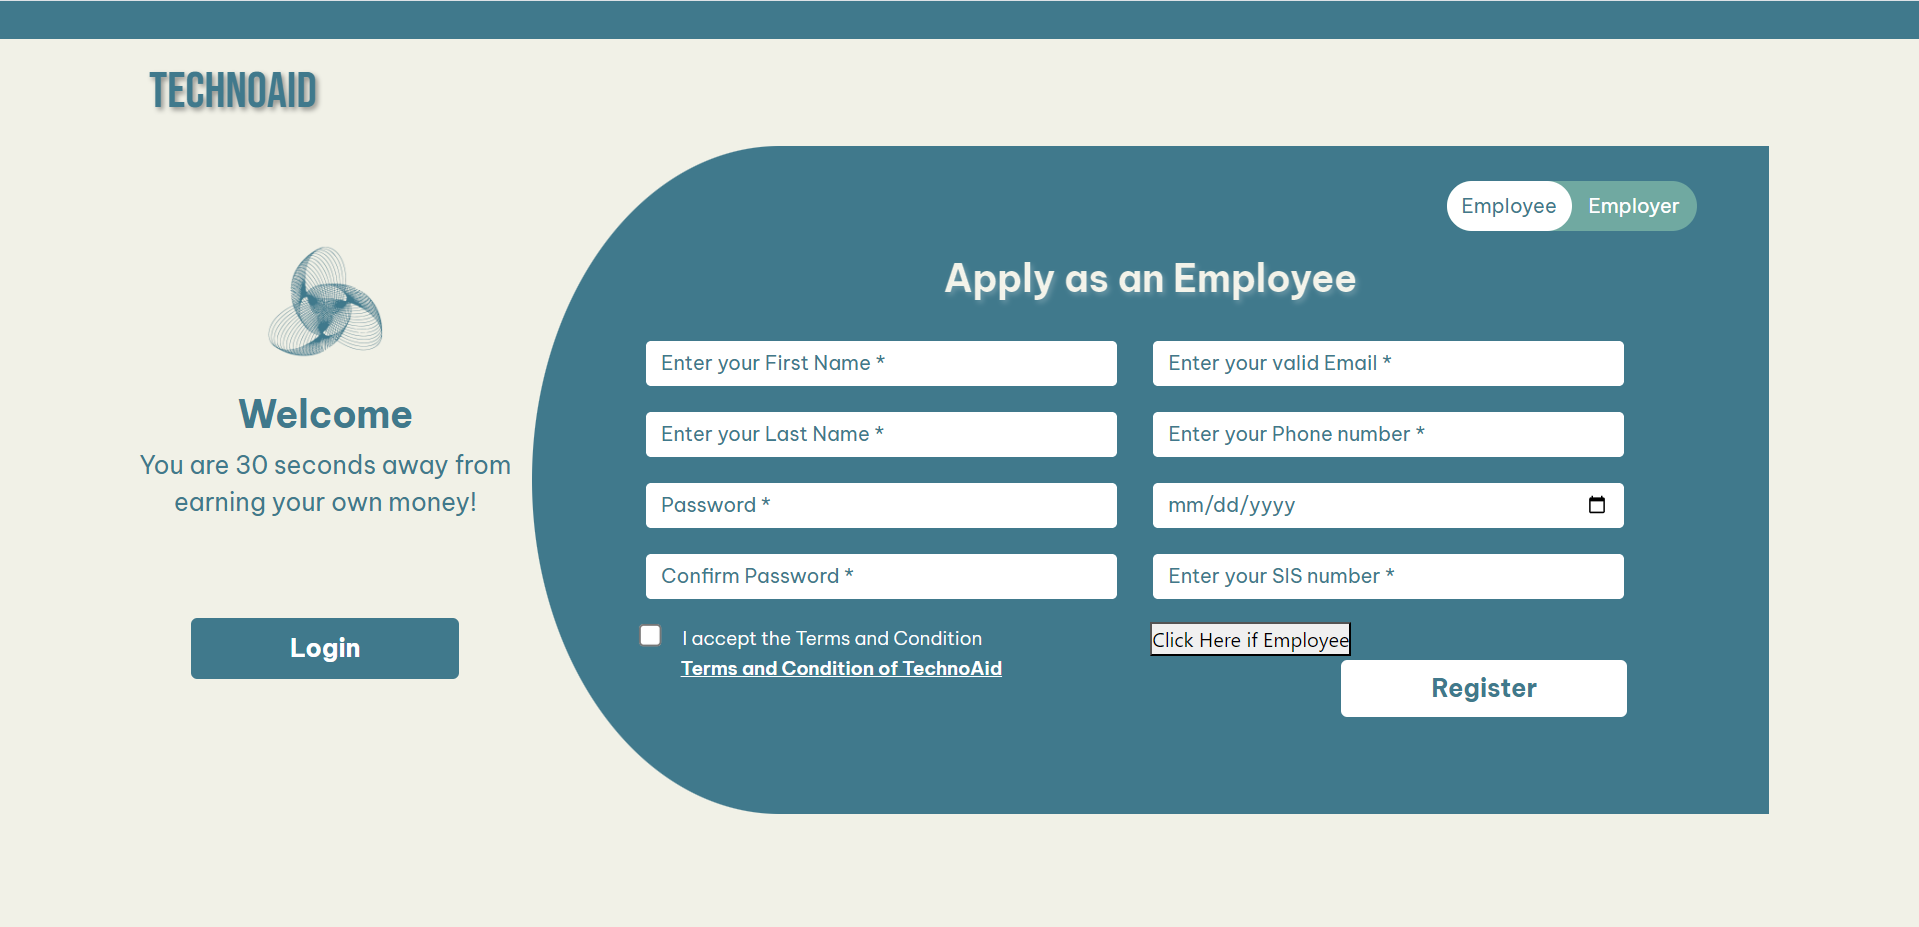 TECHNOAID
Employee
Employer
Apply as an Employee
Enter your First Name *
Enter your valid Email *
Enter your Last Name *
Enter your Phone number *
Password *
mm/dd/yyyy
Confirm Password *
Enter your SIS number *
I accept the Terms and Condition
Terms and Condition of TechnoAid
Click Here if Employee
Register
Welcome
You are 30 seconds away from
earning your own money!
Login